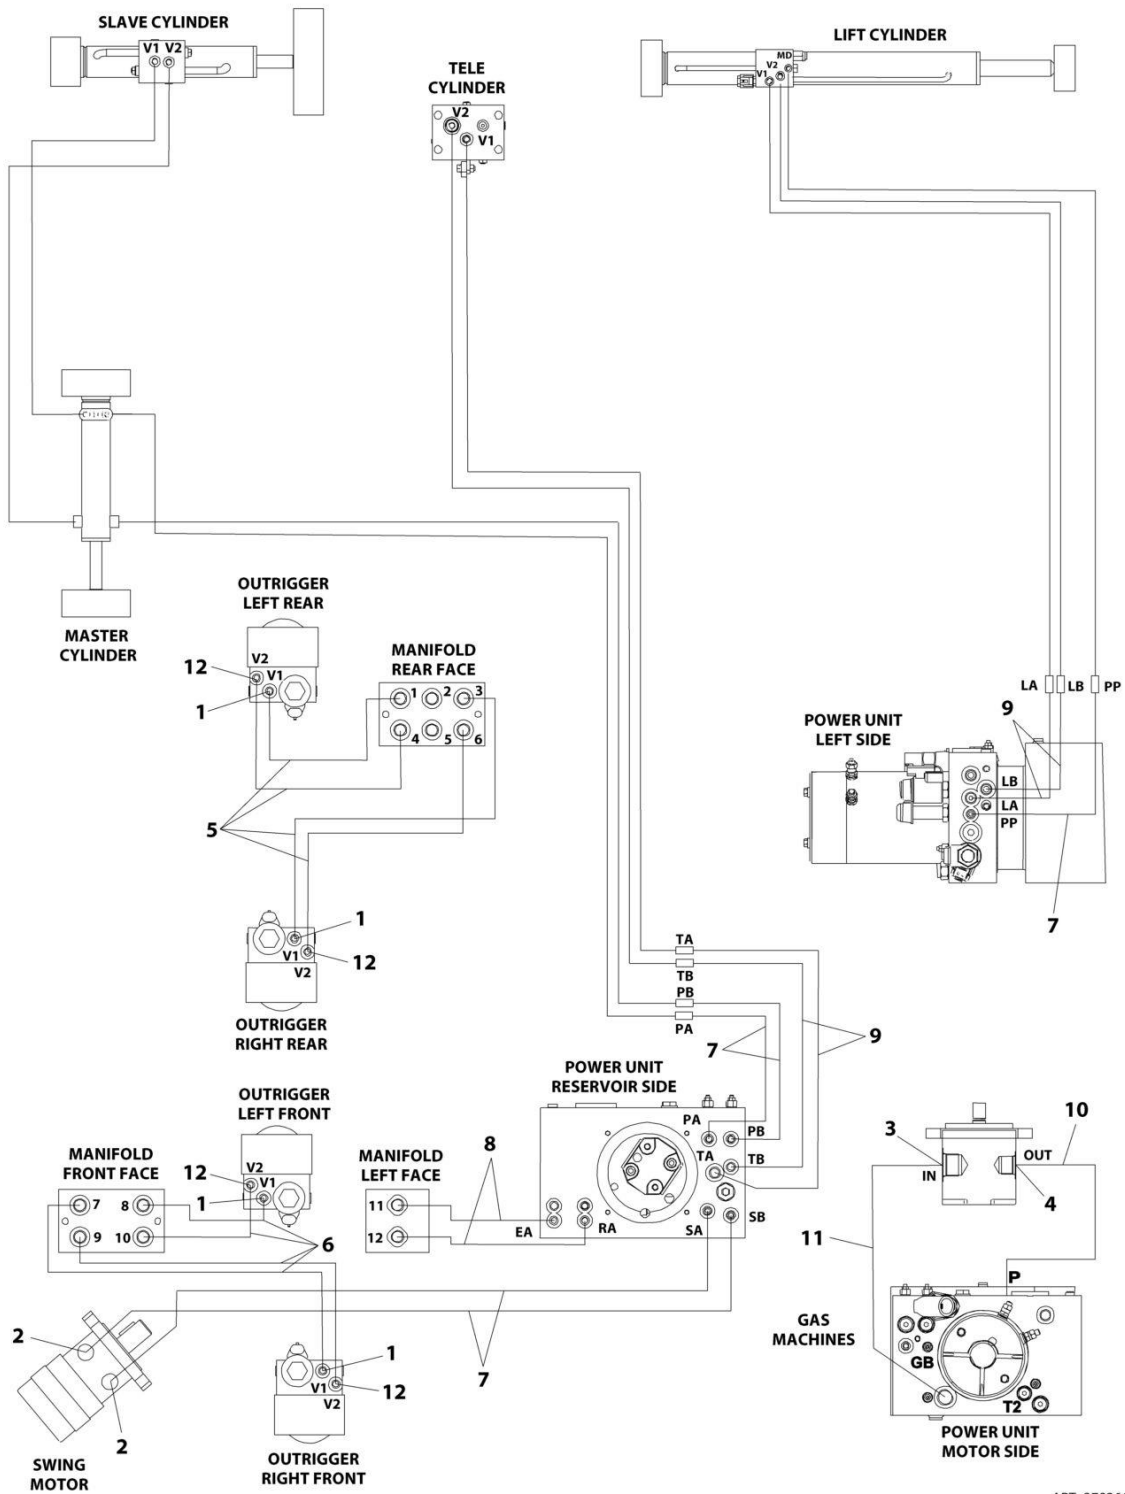 SLAVE CYLINDER
V1 V2
TELE
CYLINDER
V2
V1
LIFT CYLINDER
MD
V2
V1
MASTER
CYLINDER
OUTRIGGER
LEFT REAR
V2
V1
12
1
MANIFOLD
REAR FACE
1 2 3
4 5 6
5
1
12
V1
V2
OUTRIGGER
RIGHT REAR
LA LB PP
9
POWER UNIT
LEFT SIDE
LB
LA
PP
7
TA
TB
PB
PA
7
9
POWER UNIT
RESERVOIR SIDE
PA
PB
TA
TB
EA
RA
SA
SB
OUTRIGGER
LEFT FRONT
V2
V1
12
1
MANIFOLD
FRONT FACE
7 8
9 10
6
MANIFOLD
LEFT FACE
11
12
8
3
10
IN
OUT
4
11
P
GAS
MACHINES
GB
T2
POWER UNIT
MOTOR SIDE
2
2
SWING
MOTOR
1
12
V1
V2
OUTRIGGER
RIGHT FRONT
7